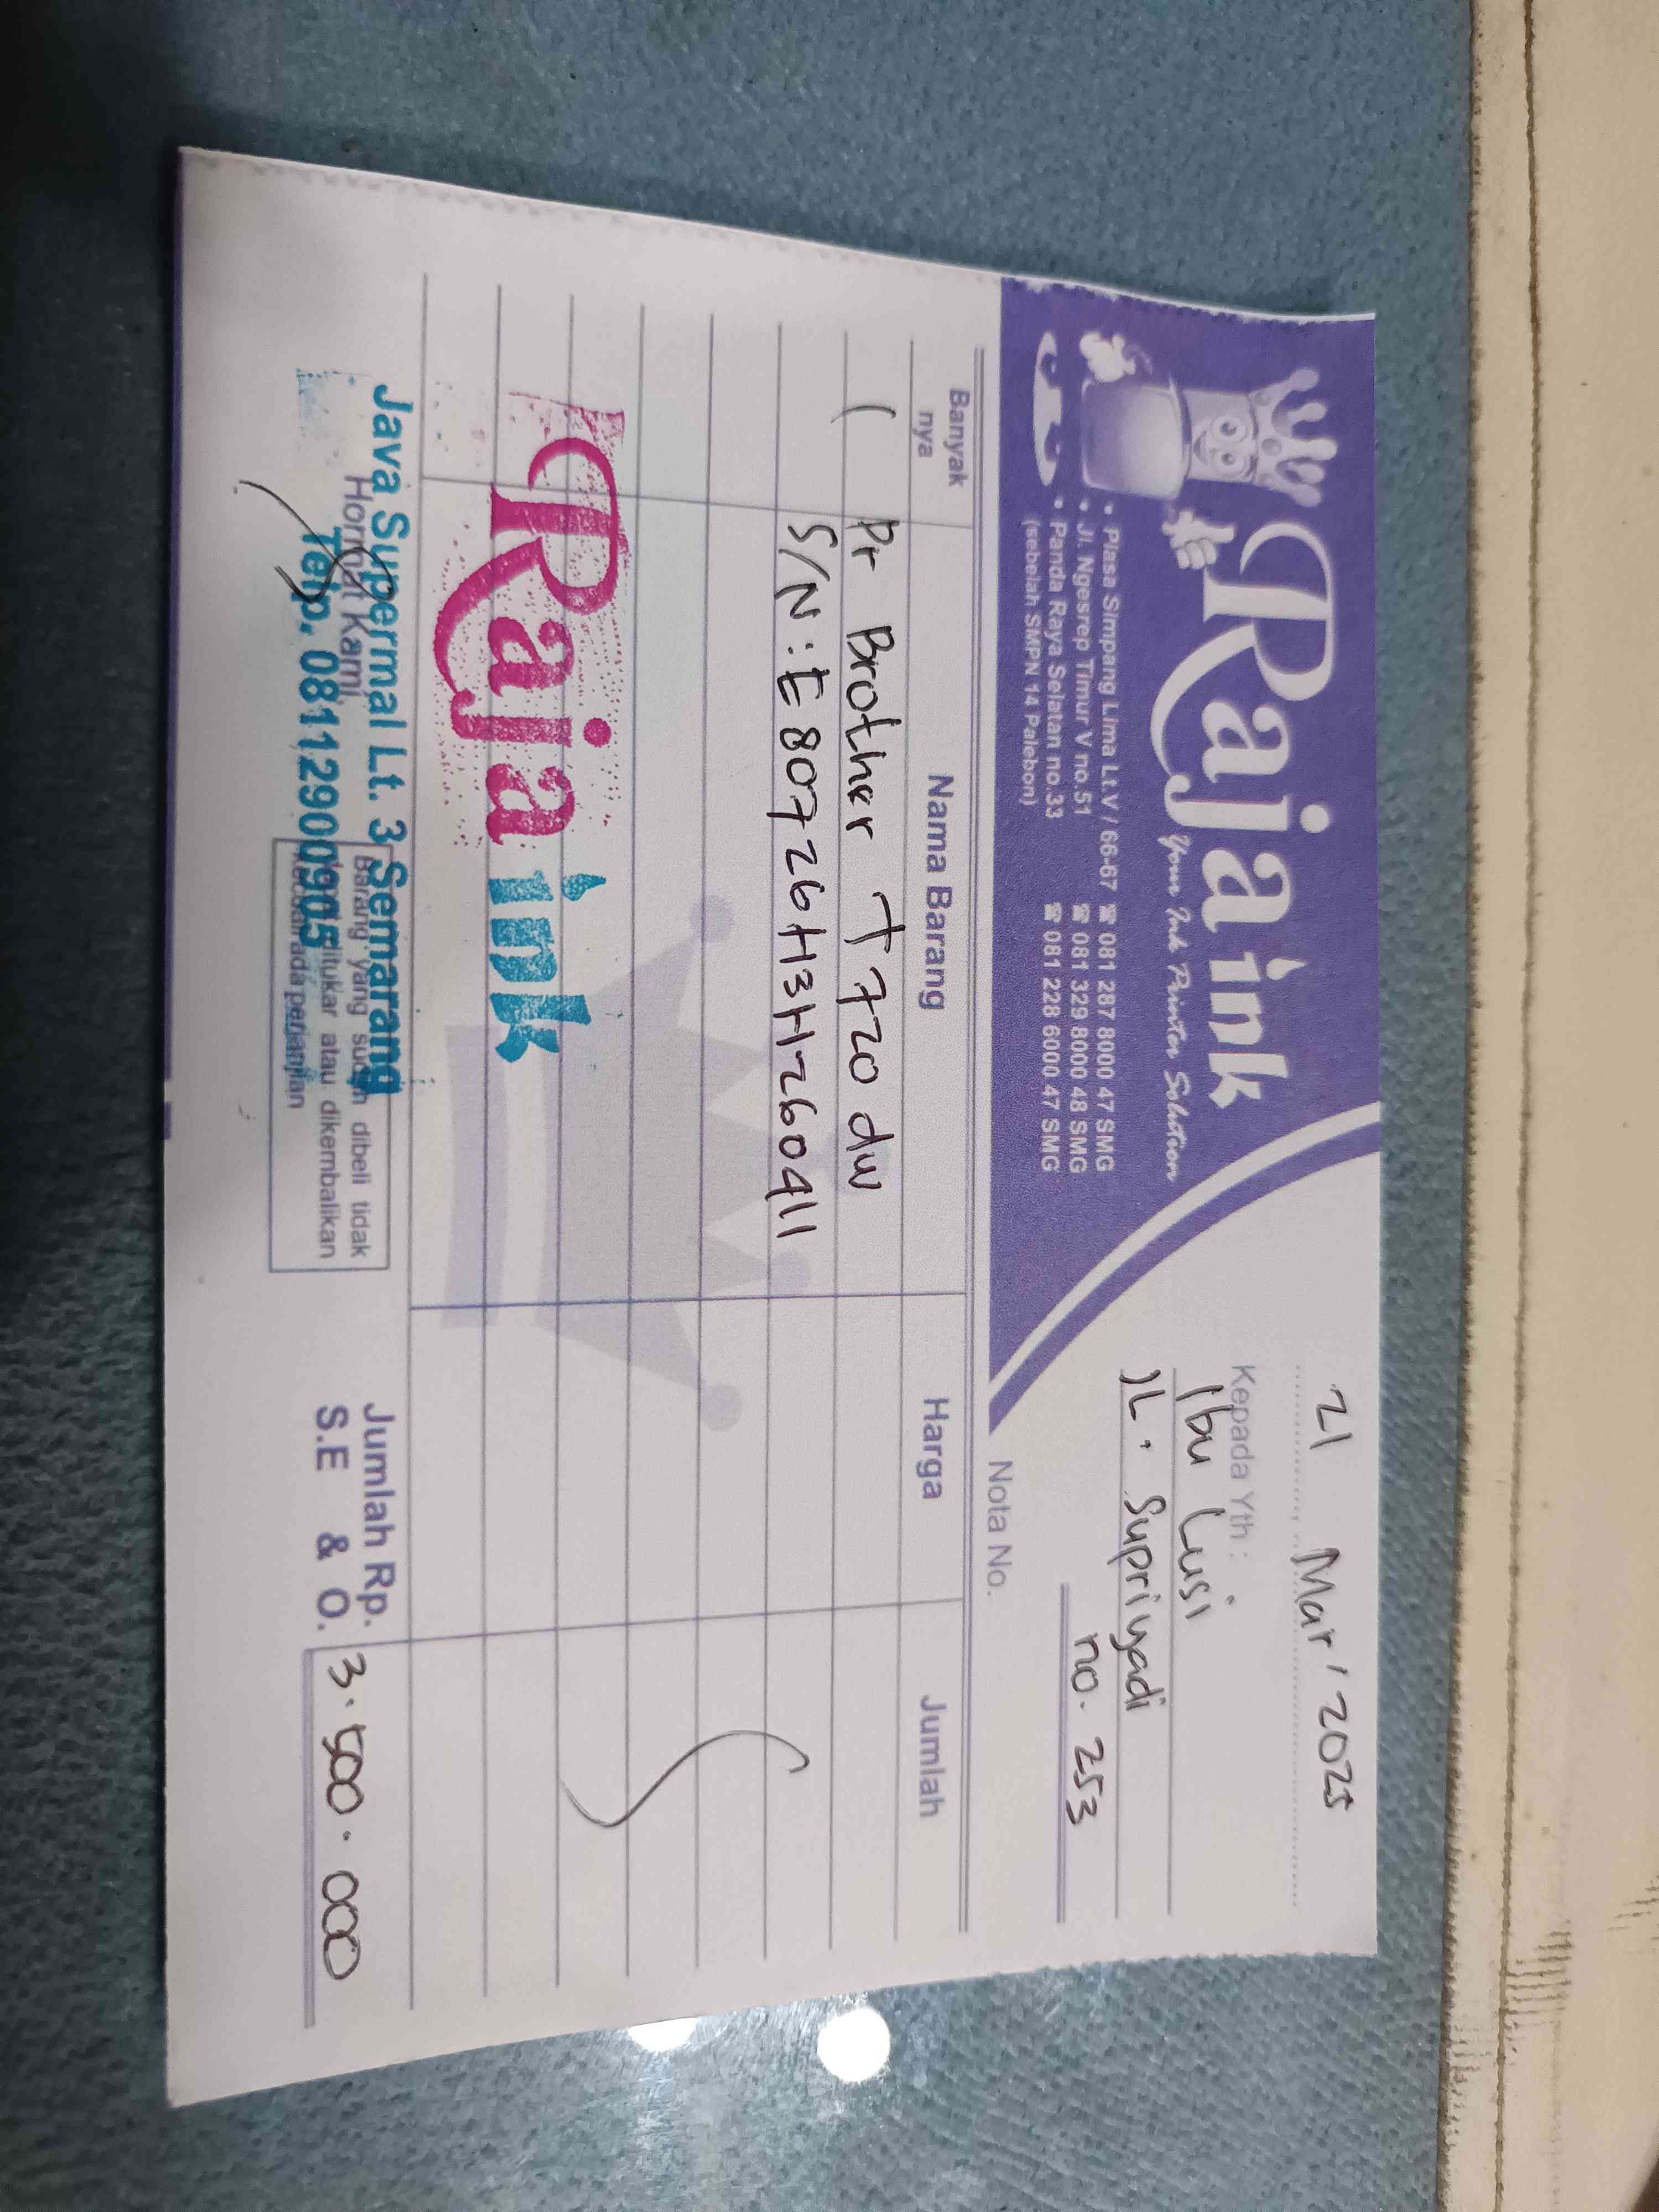 Raja ink
Your Ink Printer Solution
• Plasa Simpang Lima Lt.V / 66-67 ☎ 081 287 8000 47 SMG
• Jl. Ngesrep Timur V no.51 ☎ 081 329 8000 48 SMG
• Panda Raya Selatan no.33 ☎ 081 228 6000 47 SMG
(sebelah SMPN 14 Palebon)
21 Mar' 2025
Kepada Yth :
Ibu Lusi
JL. Supriyadi
no. 253
Nota No.
Banyak nya Nama Barang Harga Jumlah
1 Pr Brother T720 dw
S/N : E80726H3H260411
Raja ink
Java Supermal Lt. 3 Semarang
Telp. 08112900905
Hormat Kami
Barang yang sudah dibeli tidak
ditukar atau dikembalikan
kecuali ada perjanjian
Jumlah Rp. 3.500.000
S.E & O.